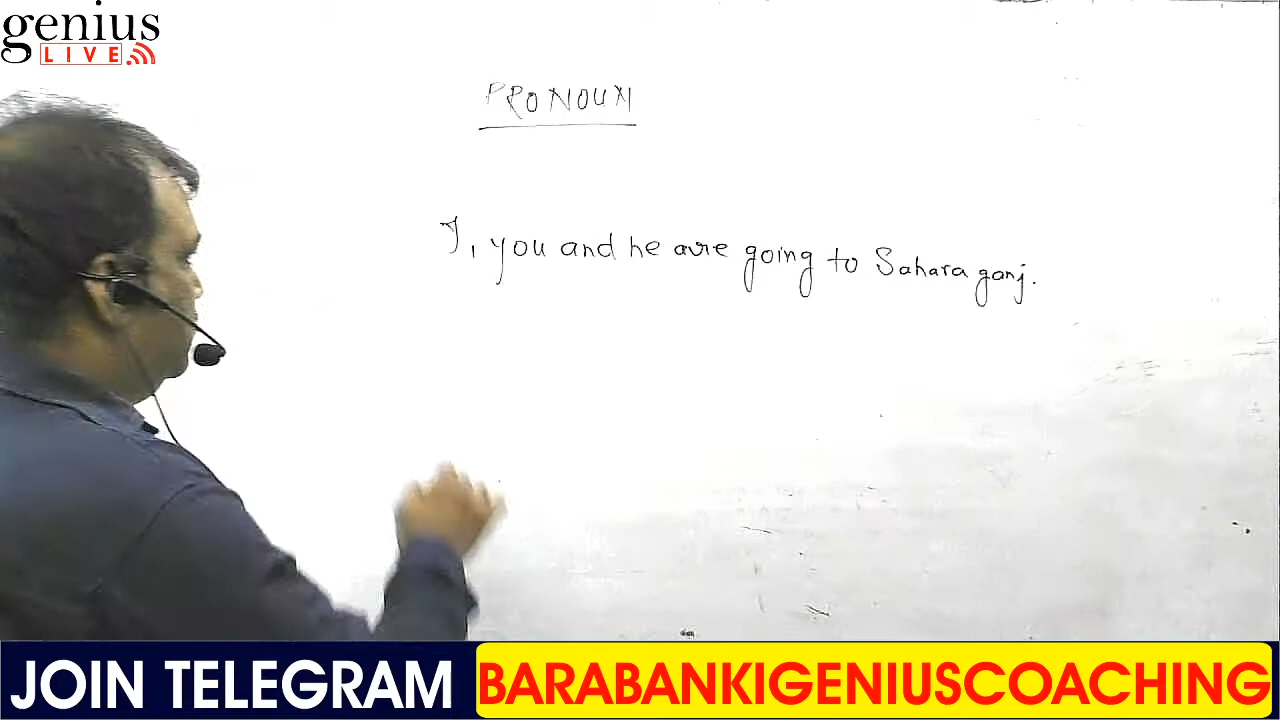 genius
LIVE
PRONOUN
I, you and he are going to Sahara ganj.
JOIN TELEGRAM BARABANKIGENIUSCOACHING